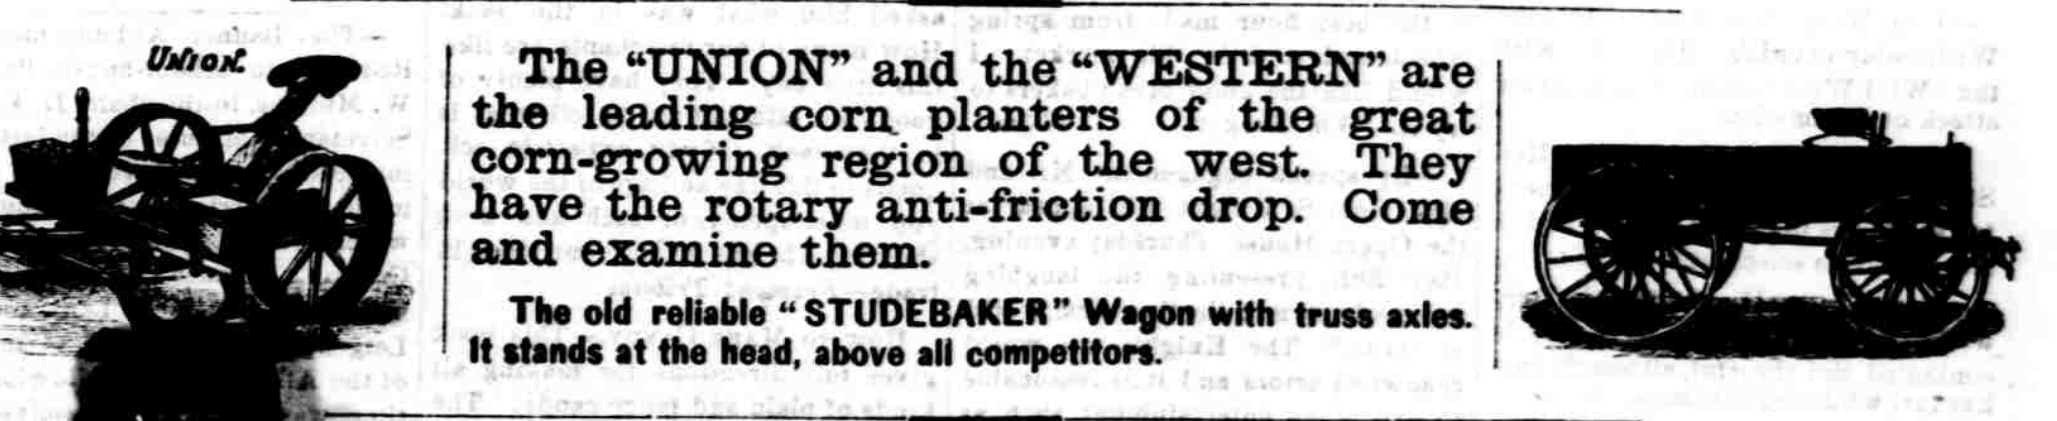 UNION.
The “UNION” and the “WESTERN” are
the leading corn planters of the great
corn-growing region of the west. They
have the rotary anti-friction drop. Come
and examine them.
The old reliable “STUDEBAKER” Wagon with truss axles.
It stands at the head, above all competitors.